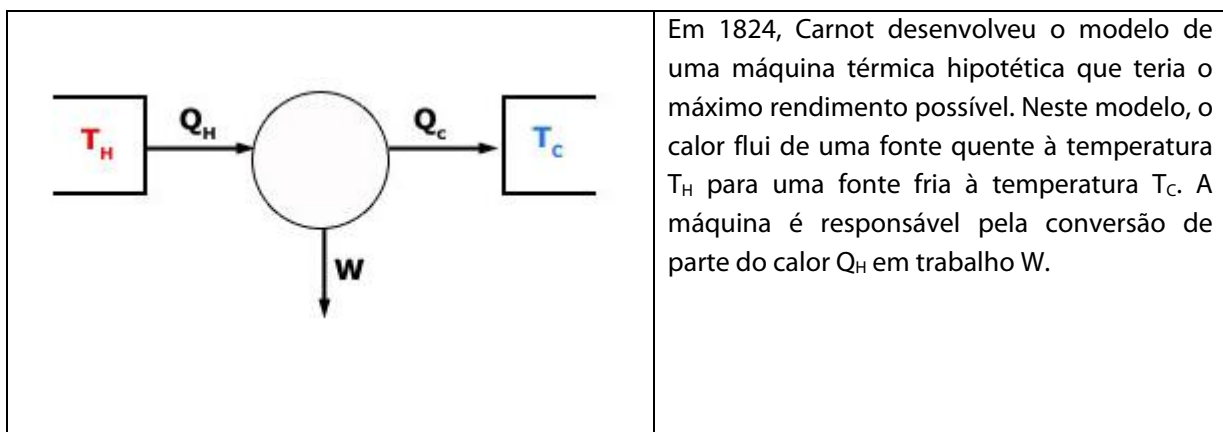 T_H
Q_H
Q_c
T_C
W
Em 1824, Carnot desenvolveu o modelo de
uma máquina térmica hipotética que teria o
máximo rendimento possível. Neste modelo, o
calor flui de uma fonte quente à temperatura
T_H para uma fonte fria à temperatura T_C. A
máquina é responsável pela conversão de
parte do calor Q_H em trabalho W.